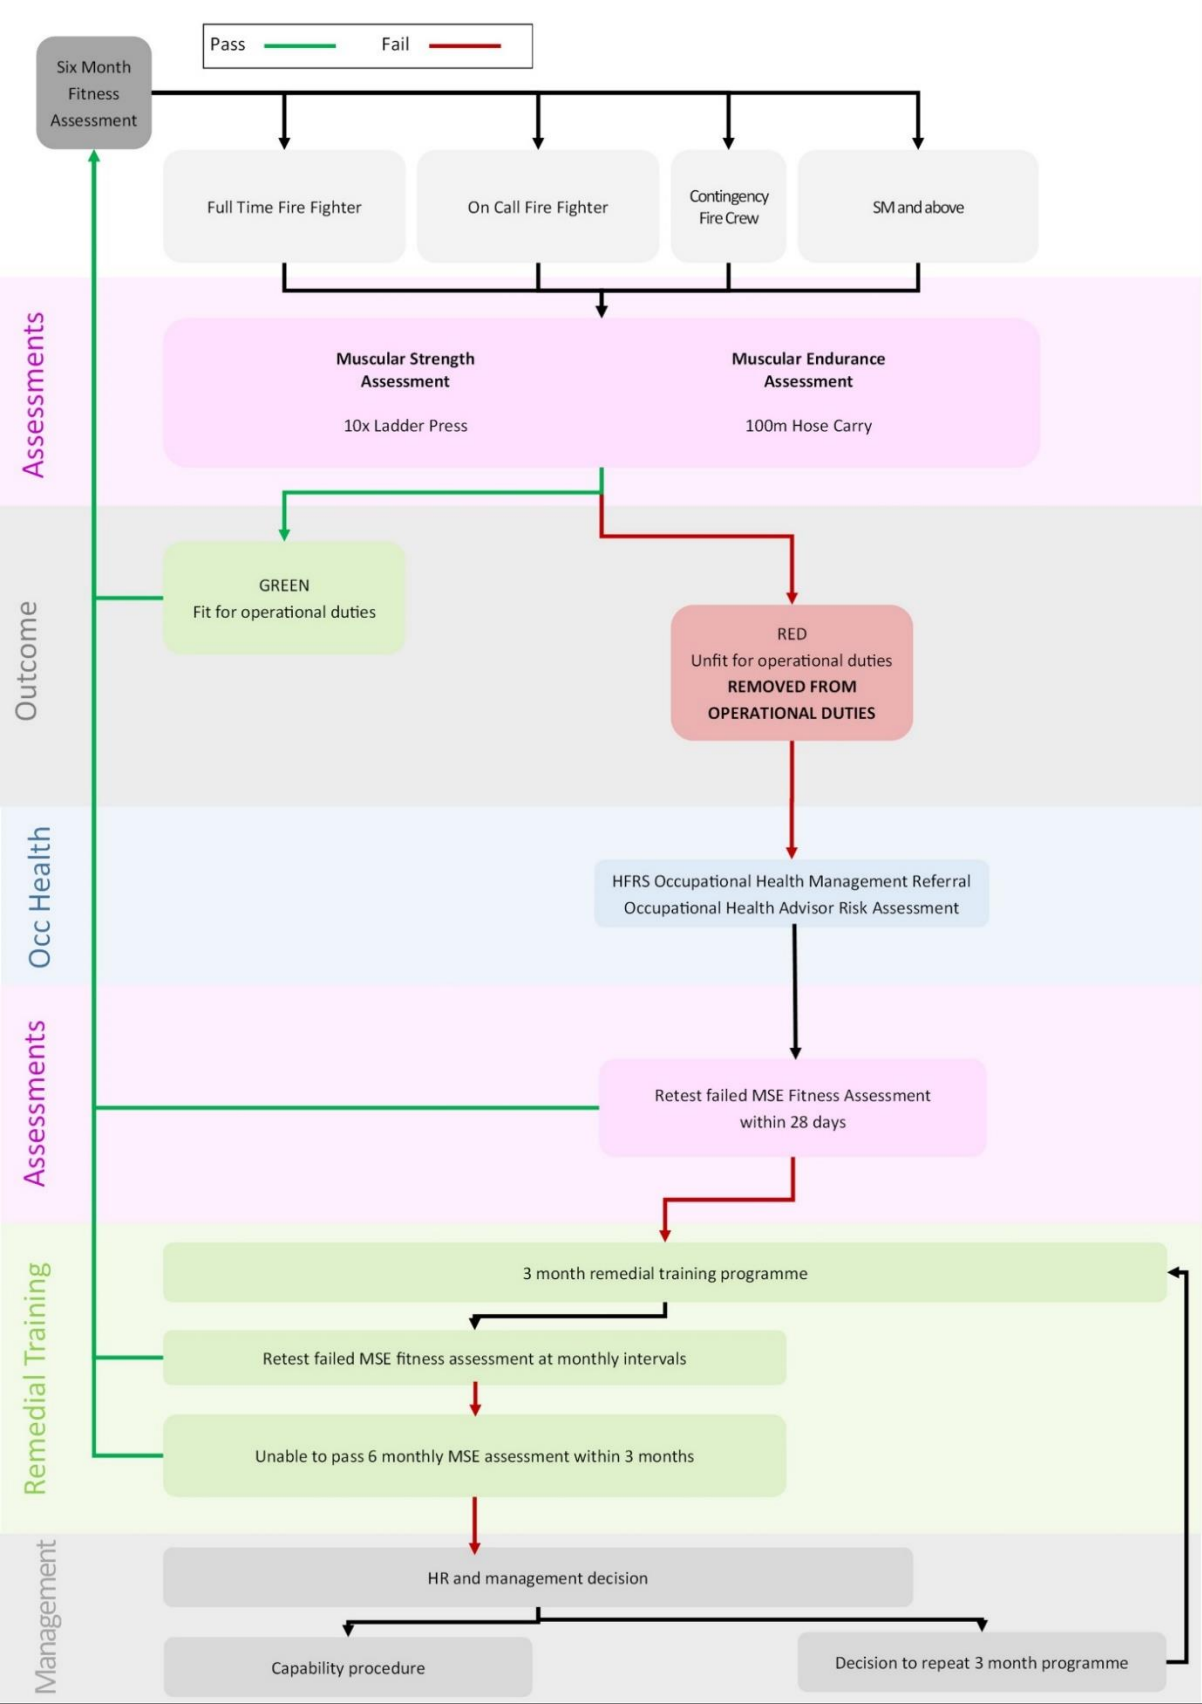 Pass
Fail
Six Month
Fitness
Assessment
Full Time Fire Fighter
On Call Fire Fighter
Contingency
Fire Crew
SM and above
Assessments
Muscular Strength
Assessment
10x Ladder Press
Muscular Endurance
Assessment
100m Hose Carry
Outcome
GREEN
Fit for operational duties
RED
Unfit for operational duties
REMOVED FROM
OPERATIONAL DUTIES
Occ Health
HFRS Occupational Health Management Referral
Occupational Health Advisor Risk Assessment
Assessments
Retest failed MSE Fitness Assessment
within 28 days
Remedial Training
3 month remedial training programme
Retest failed MSE fitness assessment at monthly intervals
Unable to pass 6 monthly MSE assessment within 3 months
Management
HR and management decision
Capability procedure
Decision to repeat 3 month programme